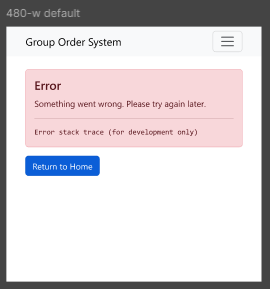 480-w default
Group Order System
Error
Something went wrong. Please try again later.
Error stack trace (for development only)
Return to Home